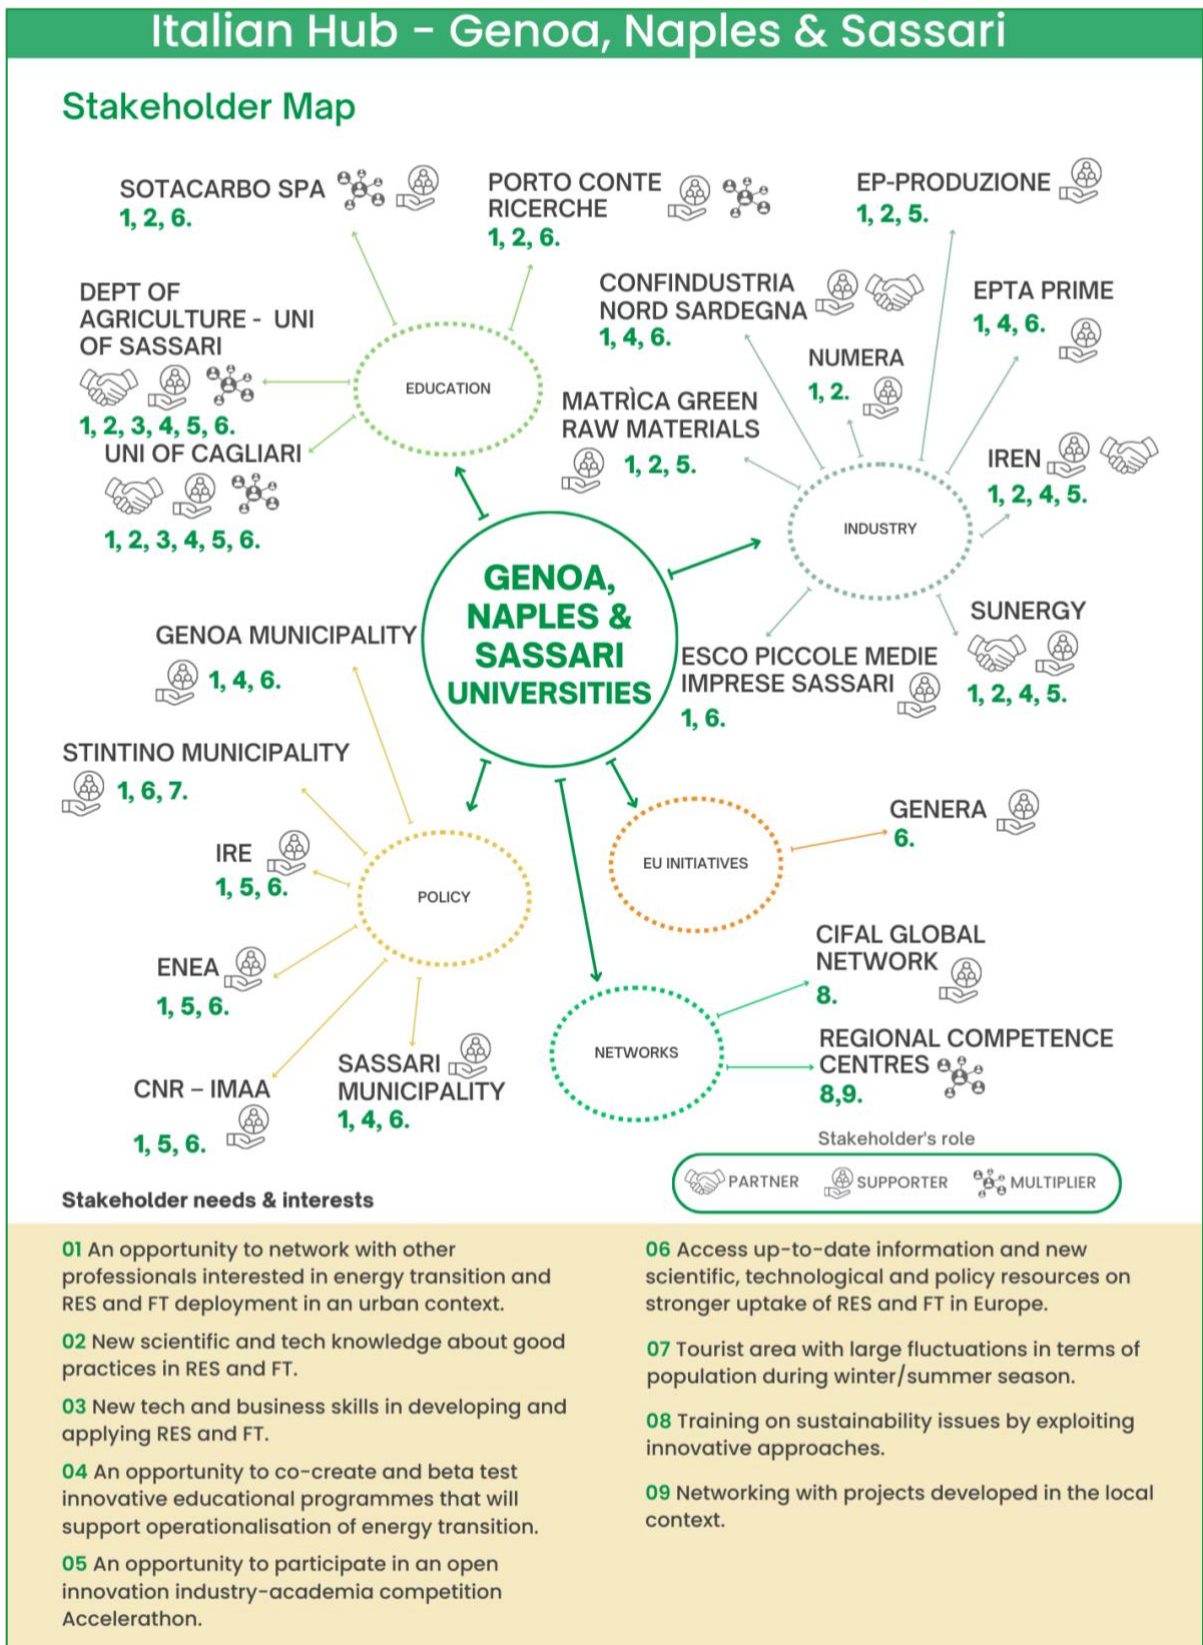 Italian Hub - Genoa, Naples & Sassari
Stakeholder Map
SOTACARBO SPA
1, 2, 6.
PORTO CONTE
RICERCHE
1, 2, 6.
EP-PRODUZIONE
1, 2, 5.
DEPT OF
AGRICULTURE - UNI
OF SASSARI
1, 2, 3, 4, 5, 6.
UNI OF CAGLIARI
1, 2, 3, 4, 5, 6.
EDUCATION
CONFINDUSTRIA
NORD SARDEGNA
1, 4, 6.
EPTA PRIME
1, 4, 6.
NUMERA
1, 2.
MATRÌCA GREEN
RAW MATERIALS
1, 2, 5.
IREN
1, 2, 4, 5.
INDUSTRY
GENOA,
NAPLES &
SASSARI
UNIVERSITIES
SUNERGY
1, 2, 4, 5.
ESCO PICCOLE MEDIE
IMPRESE SASSARI
1, 6.
GENOA MUNICIPALITY
1, 4, 6.
STINTINO MUNICIPALITY
1, 6, 7.
IRE
1, 5, 6.
POLICY
ENEA
1, 5, 6.
CNR – IMAA
1, 5, 6.
SASSARI
MUNICIPALITY
1, 4, 6.
EU INITIATIVES
GENERA
6.
NETWORKS
CIFAL GLOBAL
NETWORK
8.
REGIONAL COMPETENCE
CENTRES
8,9.
Stakeholder's role
PARTNER SUPPORTER MULTIPLIER
Stakeholder needs & interests
01 An opportunity to network with other
professionals interested in energy transition and
RES and FT deployment in an urban context.
02 New scientific and tech knowledge about good
practices in RES and FT.
03 New tech and business skills in developing and
applying RES and FT.
04 An opportunity to co-create and beta test
innovative educational programmes that will
support operationalisation of energy transition.
05 An opportunity to participate in an open
innovation industry-academia competition
Accelerathon.
06 Access up-to-date information and new
scientific, technological and policy resources on
stronger uptake of RES and FT in Europe.
07 Tourist area with large fluctuations in terms of
population during winter/summer season.
08 Training on sustainability issues by exploiting
innovative approaches.
09 Networking with projects developed in the local
context.